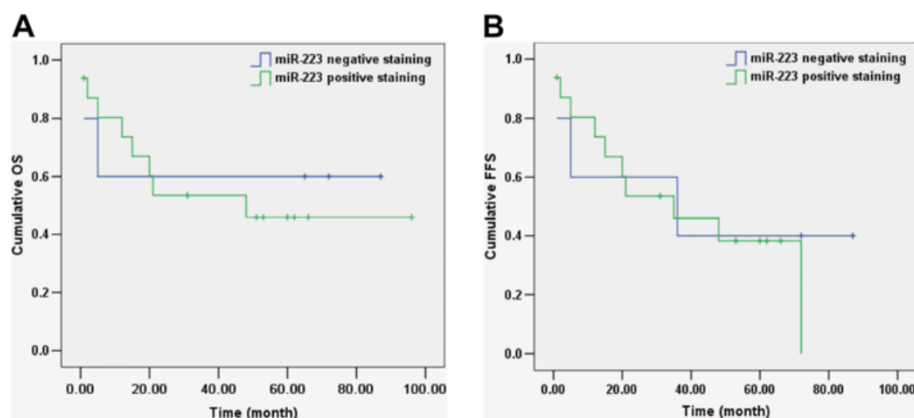 A
miR-223 negative staining
miR-223 positive staining
Cumulative OS
1.0
0.8
0.6
0.4
0.2
0.0
0.00 20.00 40.00 60.00 80.00 100.00
Time (month)
B
miR-223 negative staining
miR-223 positive staining
Cumulative FFS
1.0
0.8
0.6
0.4
0.2
0.0
0.00 20.00 40.00 60.00 80.00 100.00
Time (month)